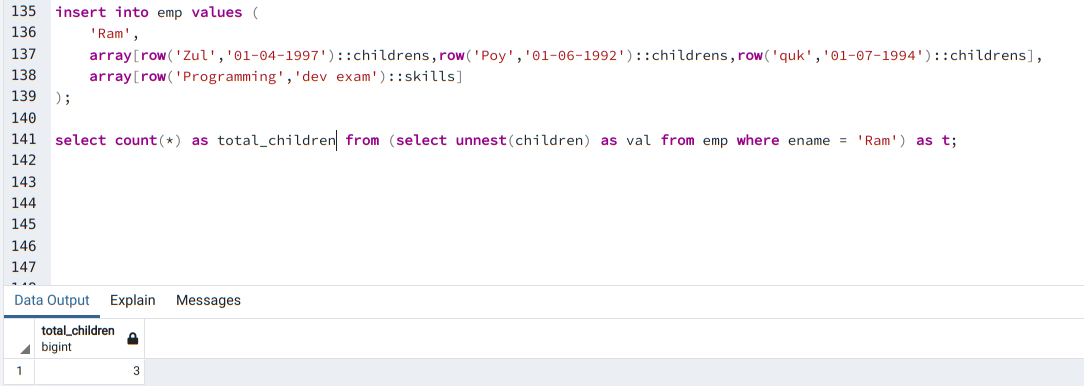 135 insert into emp values (
136 'Ram',
137 array[row('Zul','01-04-1997')::childrens,row('Poy','01-06-1992')::childrens,row('quk','01-07-1994')::childrens],
138 array[row('Programming','dev exam')::skills]
139 );
140
141 select count(*) as total_children from (select unnest(children) as val from emp where ename = 'Ram') as t;
142
143
144
145
146
147
Data Output Explain Messages
total_children
bigint
1 3